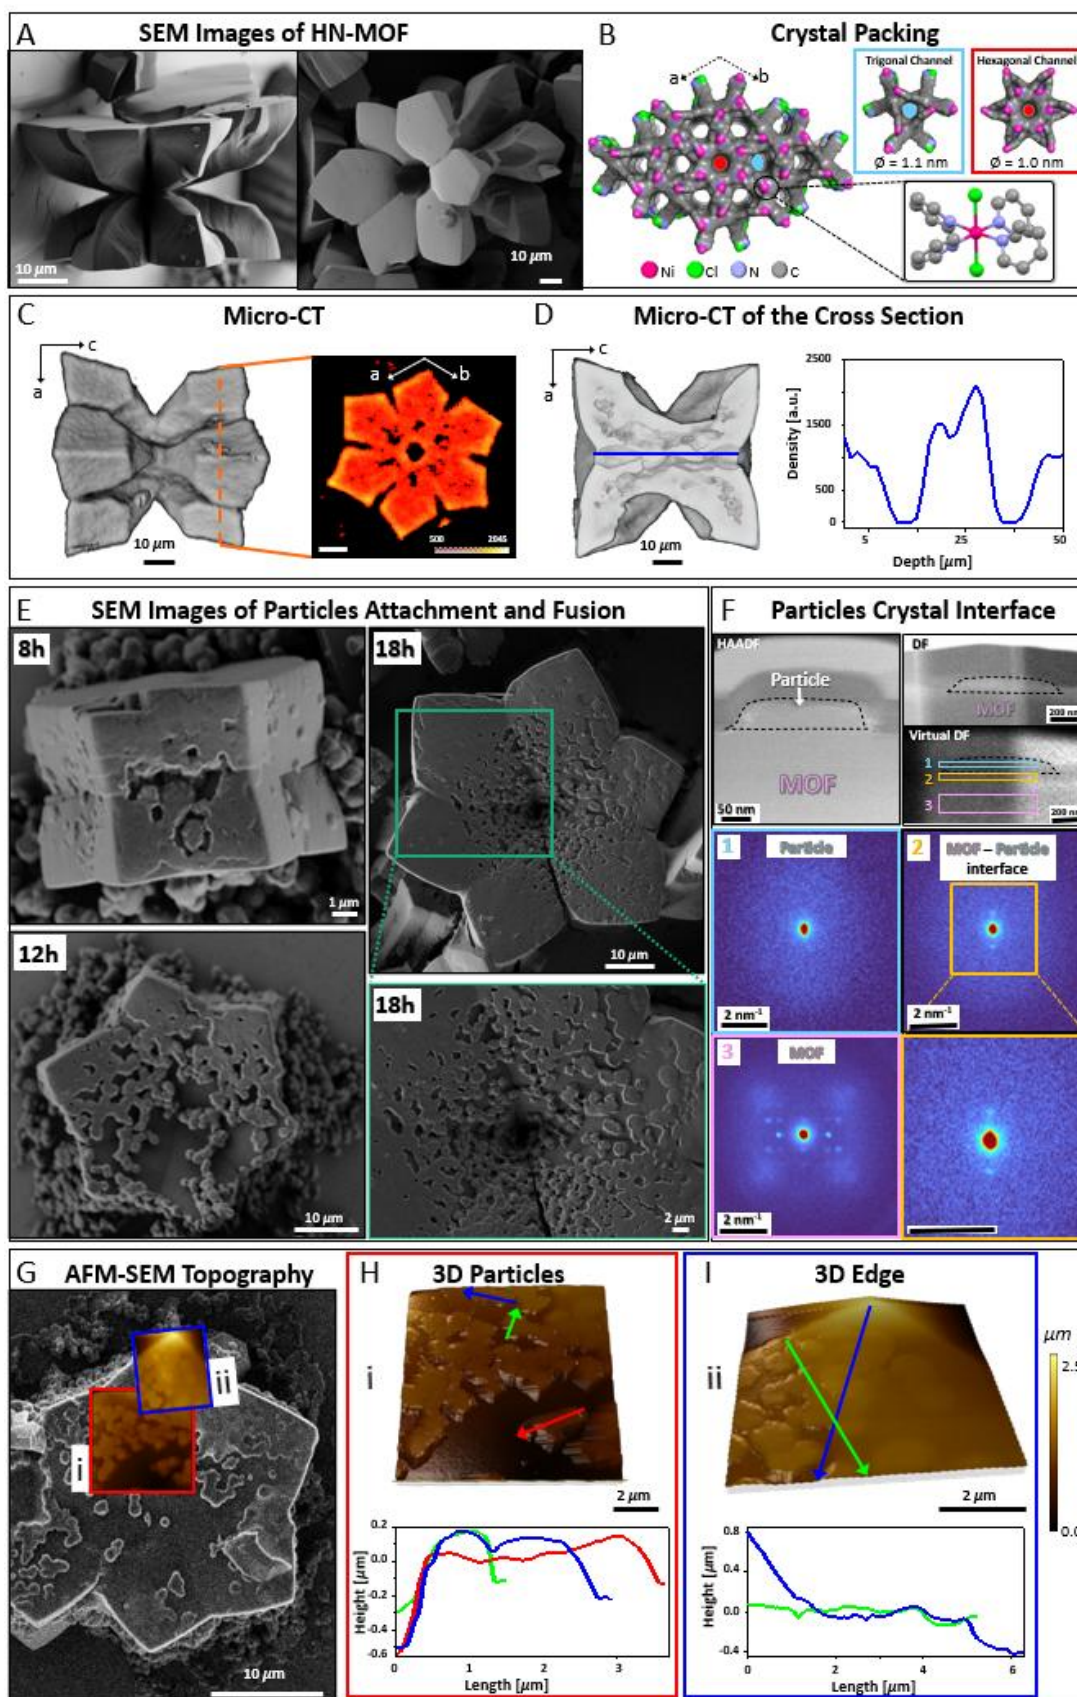 A
SEM Images of HN-MOF
10 µm
10 µm
B
Crystal Packing
a
b
Trigonal Channel
Ø = 1.1 nm
Hexagonal Channel
Ø = 1.0 nm
Ni Cl N C
C
Micro-CT
c
a
10 µm
a
b
500 2045
D
Micro-CT of the Cross Section
c
a
10 µm
Density [a.u.]
2500
1500
500
0
5 25 50
Depth [µm]
E
SEM Images of Particles Attachment and Fusion
8h
1 µm
18h
10 µm
12h
10 µm
18h
2 µm
F
Particles Crystal Interface
HAADF
Particle
MOF
50 nm
DF
MOF
200 nm
Virtual DF
1
2
3
200 nm
1
Particle
2 nm-1
2
MOF – Particle
interface
2 nm-1
3
MOF
2 nm-1
G
AFM-SEM Topography
i
ii
10 µm
H
3D Particles
i
2 µm
Height [µm]
0.2
0.0
-0.4
-0.6
0 1 2 3
Length [µm]
I
3D Edge
ii
2 µm
µm
2.5
0.0
Height [µm]
0.8
0.4
0.0
-0.4
0 2 4 6
Length [µm]